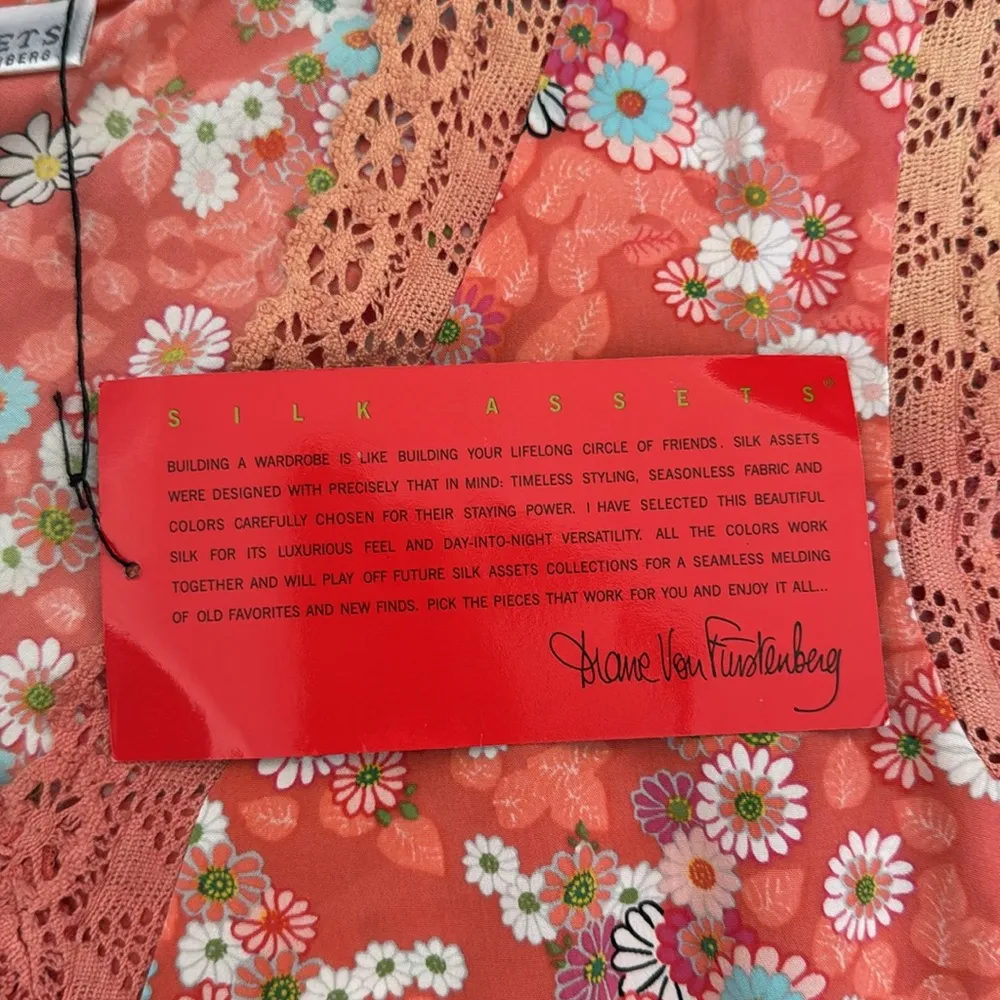 ETS
SILK ASSETS®
BUILDING A WARDROBE IS LIKE BUILDING YOUR LIFELONG CIRCLE OF FRIENDS. SILK ASSETS
WERE DESIGNED WITH PRECISELY THAT IN MIND: TIMELESS STYLING, SEASONLESS FABRIC AND
COLORS CAREFULLY CHOSEN FOR THEIR STAYING POWER. I HAVE SELECTED THIS BEAUTIFUL
SILK FOR ITS LUXURIOUS FEEL AND DAY-INTO-NIGHT VERSATILITY. ALL THE COLORS WORK
TOGETHER AND WILL PLAY OFF FUTURE SILK ASSETS COLLECTIONS FOR A SEAMLESS MELDING
OF OLD FAVORITES AND NEW FINDS. PICK THE PIECES THAT WORK FOR YOU AND ENJOY IT ALL...
Diane Von Fürstenberg